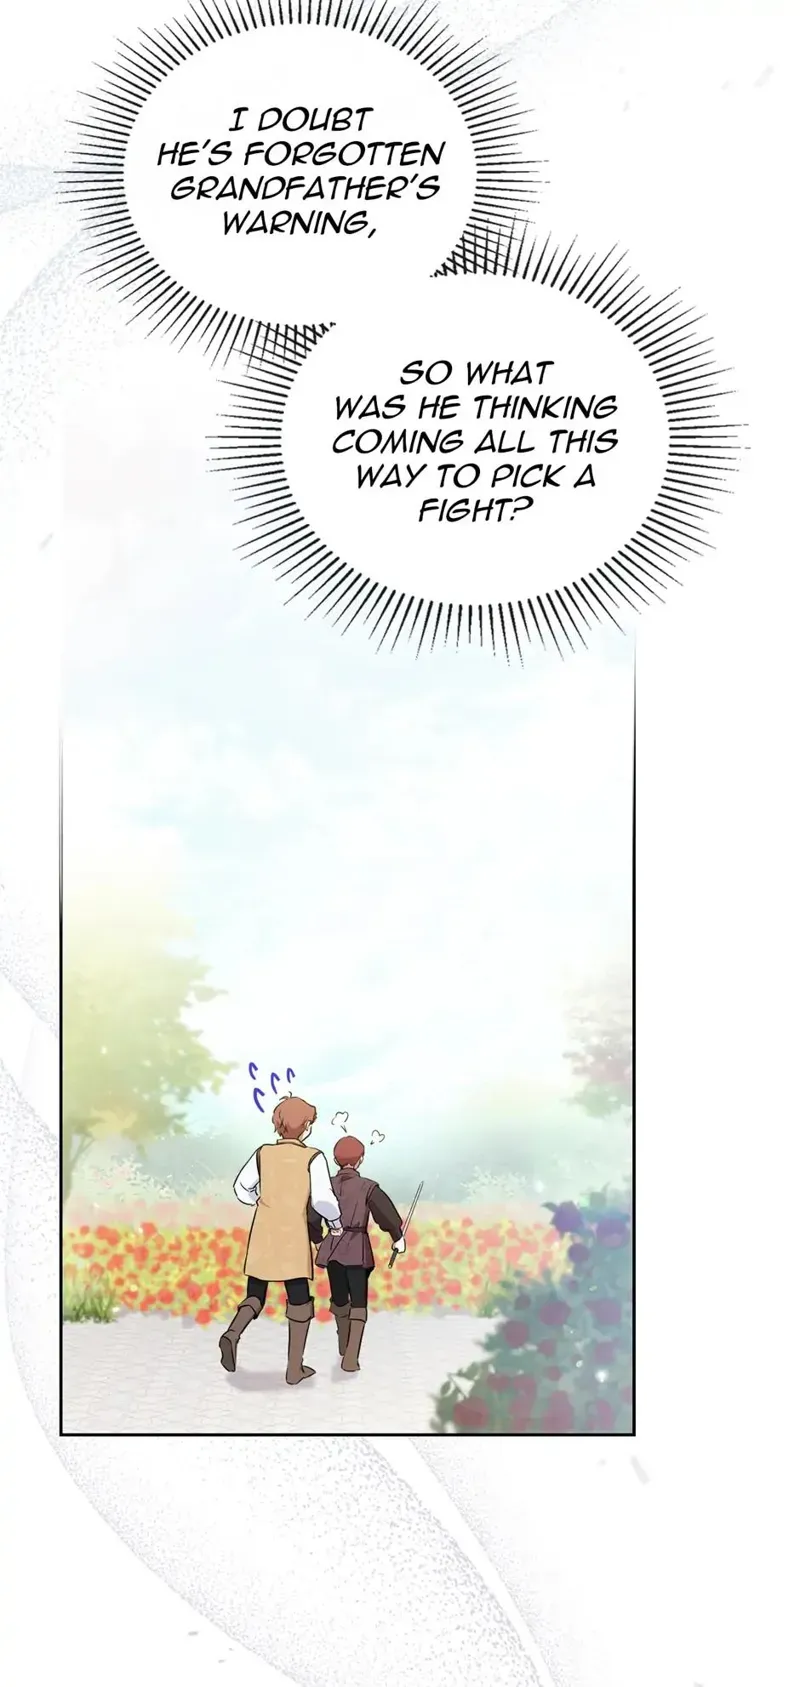 I DOUBT
HE'S FORGOTTEN
GRANDFATHER'S
WARNING,
SO WHAT
WAS HE THINKING
COMING ALL THIS
WAY TO PICK A
FIGHT?